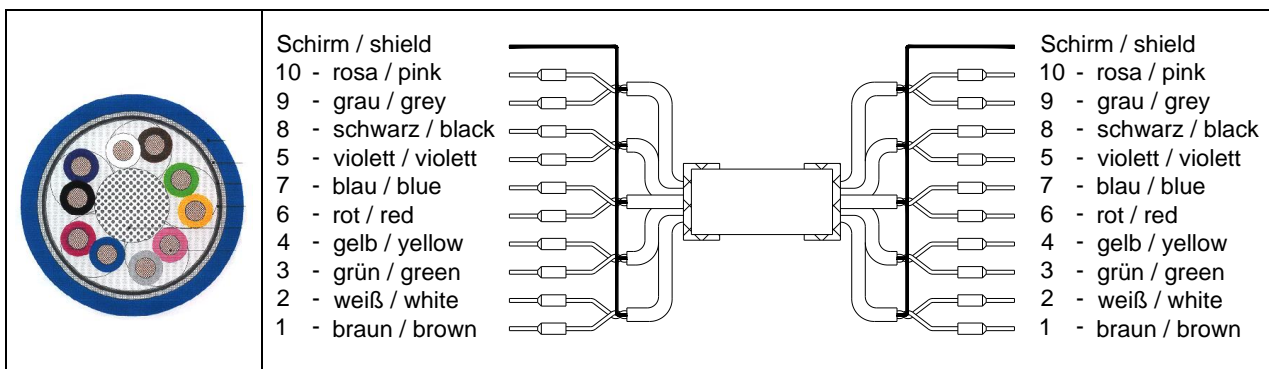 Schirm / shield
10 - rosa / pink
9 - grau / grey
8 - schwarz / black
5 - violett / violett
7 - blau / blue
6 - rot / red
4 - gelb / yellow
3 - grün / green
2 - weiß / white
1 - braun / brown
Schirm / shield
10 - rosa / pink
9 - grau / grey
8 - schwarz / black
5 - violett / violett
7 - blau / blue
6 - rot / red
4 - gelb / yellow
3 - grün / green
2 - weiß / white
1 - braun / brown